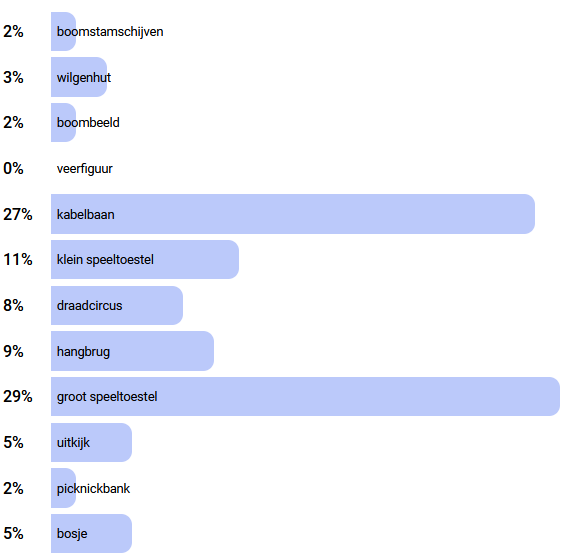 2% boomstamschijven
3% wilgenhut
2% boombeeld
0% veerfiguur
27% kabelbaan
11% klein speeltoestel
8% draadcircus
9% hangbrug
29% groot speeltoestel
5% uitkijk
2% picknickbank
5% bosje